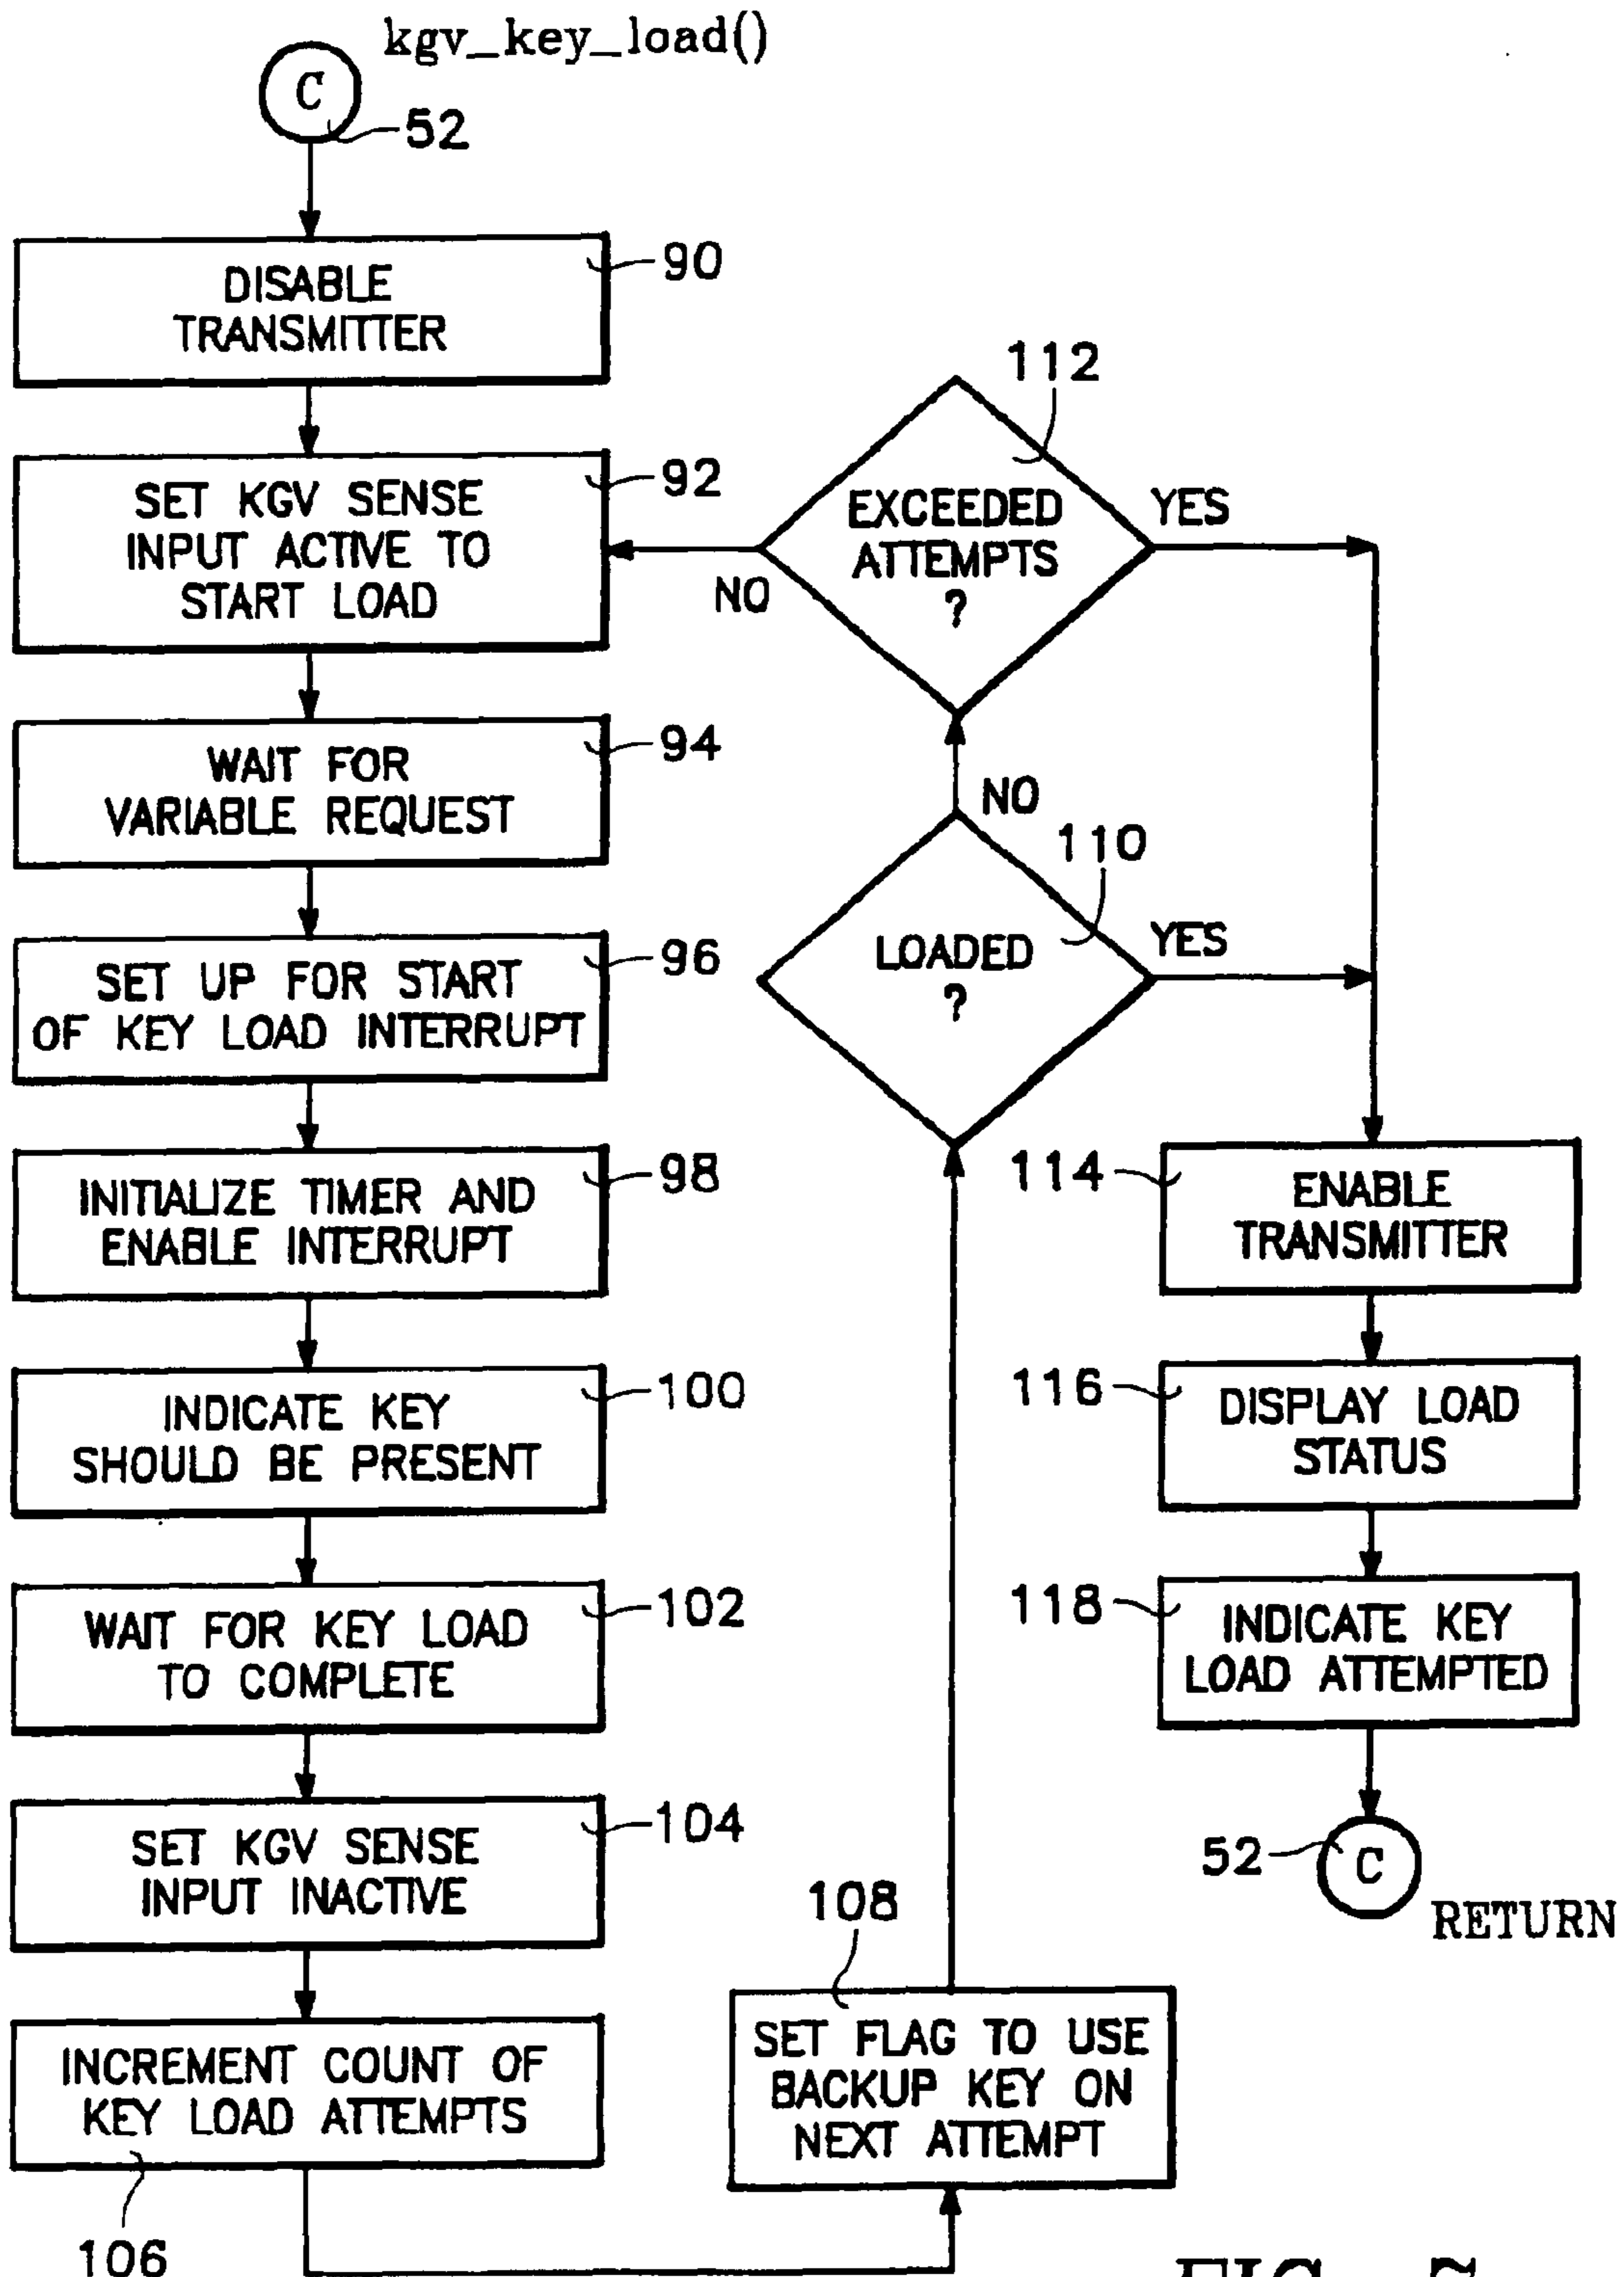 kgv_key_load()
C
52
DISABLE
TRANSMITTER
90
SET KGV SENSE
INPUT ACTIVE TO
START LOAD
92
WAIT FOR
VARIABLE REQUEST
94
SET UP FOR START
OF KEY LOAD INTERRUPT
96
INITIALIZE TIMER AND
ENABLE INTERRUPT
98
INDICATE KEY
SHOULD BE PRESENT
100
WAIT FOR KEY LOAD
TO COMPLETE
102
SET KGV SENSE
INPUT INACTIVE
104
INCREMENT COUNT OF
KEY LOAD ATTEMPTS
106
108
SET FLAG TO USE
BACKUP KEY ON
NEXT ATTEMPT
110
LOADED
?
YES
NO
112
EXCEEDED
ATTEMPTS
?
YES
NO
114
ENABLE
TRANSMITTER
116
DISPLAY LOAD
STATUS
118
INDICATE KEY
LOAD ATTEMPTED
52
C
RETURN